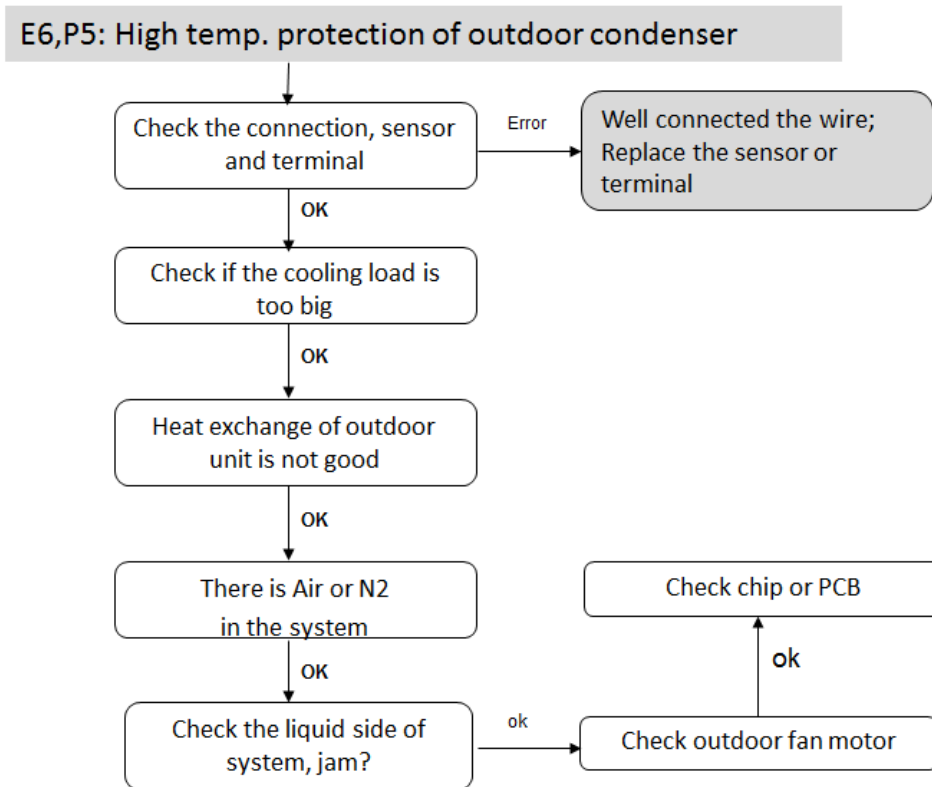 E6,P5: High temp. protection of outdoor condenser
Check the connection, sensor
and terminal
Error
Well connected the wire;
Replace the sensor or
terminal
OK
Check if the cooling load is
too big
OK
Heat exchange of outdoor
unit is not good
OK
There is Air or N2
in the system
Check chip or PCB
OK
ok
Check the liquid side of
system, jam?
ok
Check outdoor fan motor